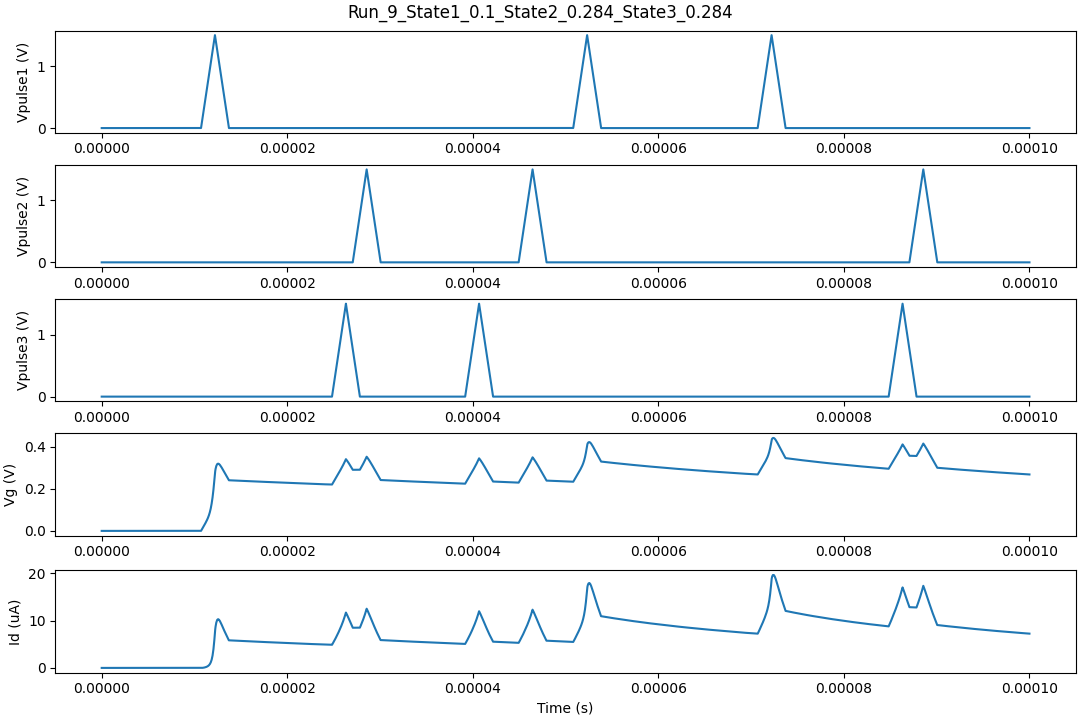 Run_9_State1_0.1_State2_0.284_State3_0.284
Vpulse1 (V)
1
0
0.00000 0.00002 0.00004 0.00006 0.00008 0.00010
Vpulse2 (V)
1
0
0.00000 0.00002 0.00004 0.00006 0.00008 0.00010
Vpulse3 (V)
1
0
0.00000 0.00002 0.00004 0.00006 0.00008 0.00010
Vg (V)
0.4
0.2
0.0
0.00000 0.00002 0.00004 0.00006 0.00008 0.00010
Id (uA)
20
10
0
0.00000 0.00002 0.00004 0.00006 0.00008 0.00010
Time (s)